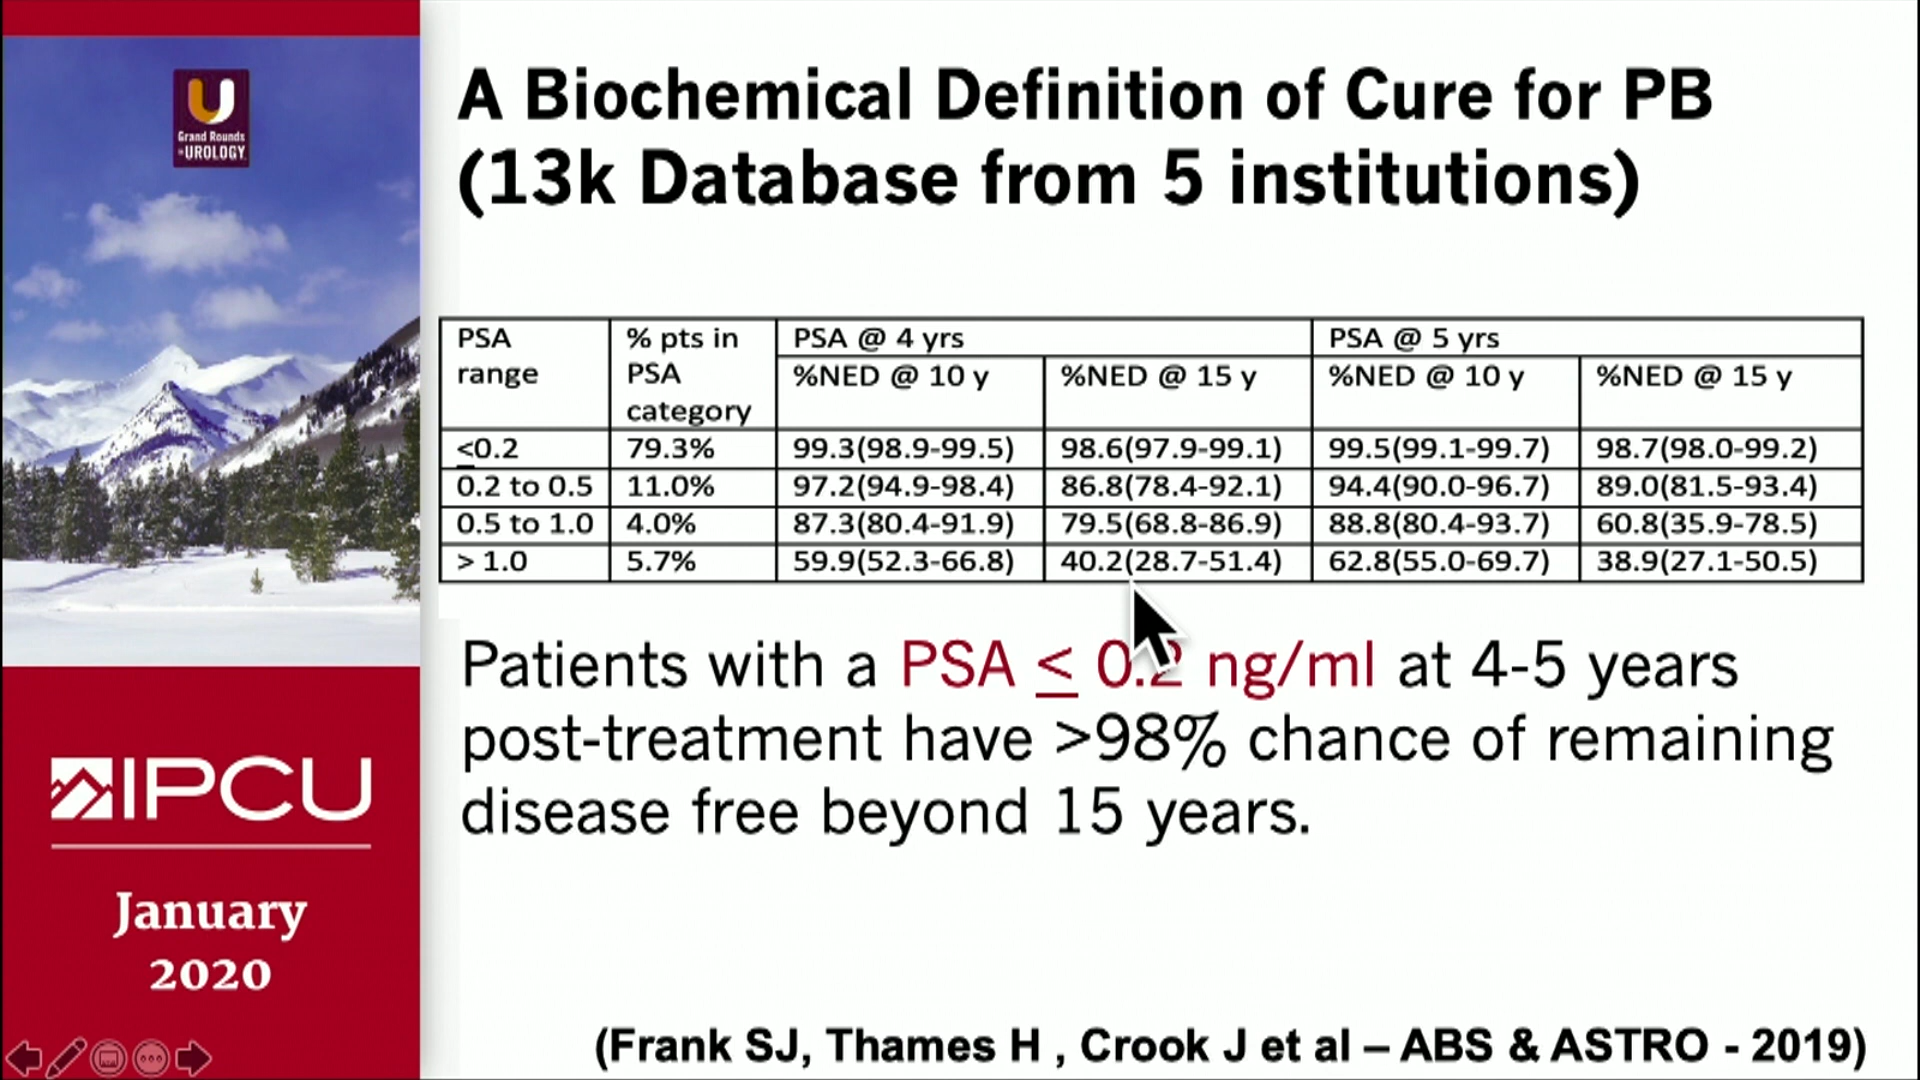 U
Grand Rounds
in UROLOGY
A Biochemical Definition of Cure for PB
(13k Database from 5 institutions)
PSA range | % pts in PSA category | PSA @ 4 yrs | PSA @ 5 yrs
%NED @ 10 y | %NED @ 15 y | %NED @ 10 y | %NED @ 15 y
≤0.2 | 79.3% | 99.3(98.9-99.5) | 98.6(97.9-99.1) | 99.5(99.1-99.7) | 98.7(98.0-99.2)
0.2 to 0.5 | 11.0% | 97.2(94.9-98.4) | 86.8(78.4-92.1) | 94.4(90.0-96.7) | 89.0(81.5-93.4)
0.5 to 1.0 | 4.0% | 87.3(80.4-91.9) | 79.5(68.8-86.9) | 88.8(80.4-93.7) | 60.8(35.9-78.5)
> 1.0 | 5.7% | 59.9(52.3-66.8) | 40.2(28.7-51.4) | 62.8(55.0-69.7) | 38.9(27.1-50.5)
Patients with a PSA ≤ 0.2 ng/ml at 4-5 years
post-treatment have >98% chance of remaining
disease free beyond 15 years.
IPCU
January
2020
(Frank SJ, Thames H , Crook J et al – ABS & ASTRO - 2019)